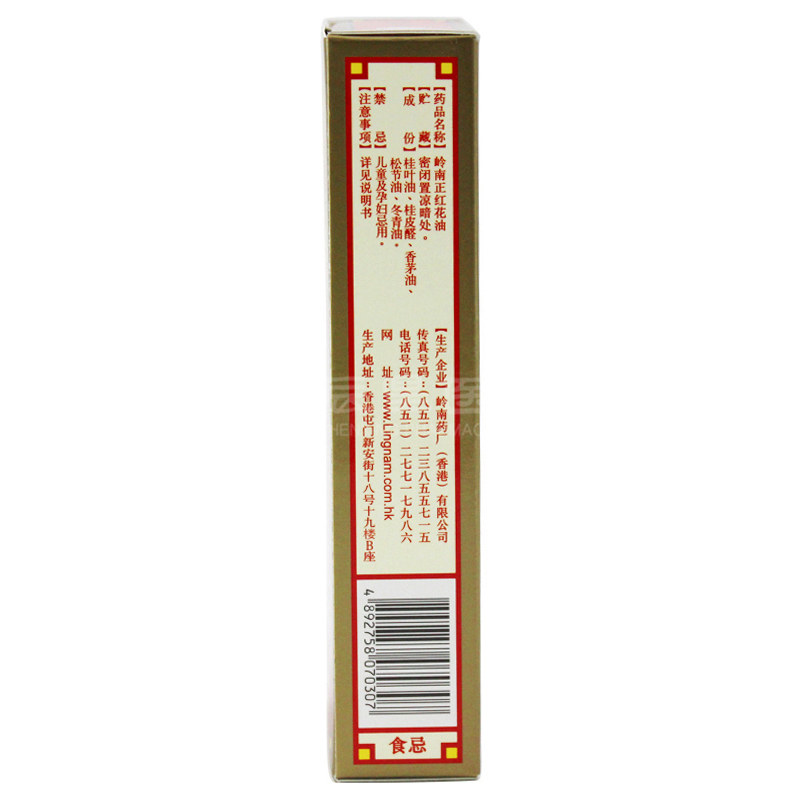 【药品名称】岭南正红花油
【贮藏】密闭置凉暗处。
【成份】桂叶油、桂皮醛、香茅油、
松节油、冬青油。
【禁忌】儿童及孕妇忌用。
【注意事项】详见说明书
【生产企业】岭南药厂（香港）有限公司
传真号码：（八五二）二三八五五七一五
电话号码：（八五二）二七七一七九八六
网址：www.Lingnam.com.hk
生产地址：香港屯门新安街十八号十九楼B座
4892758070307
忌食